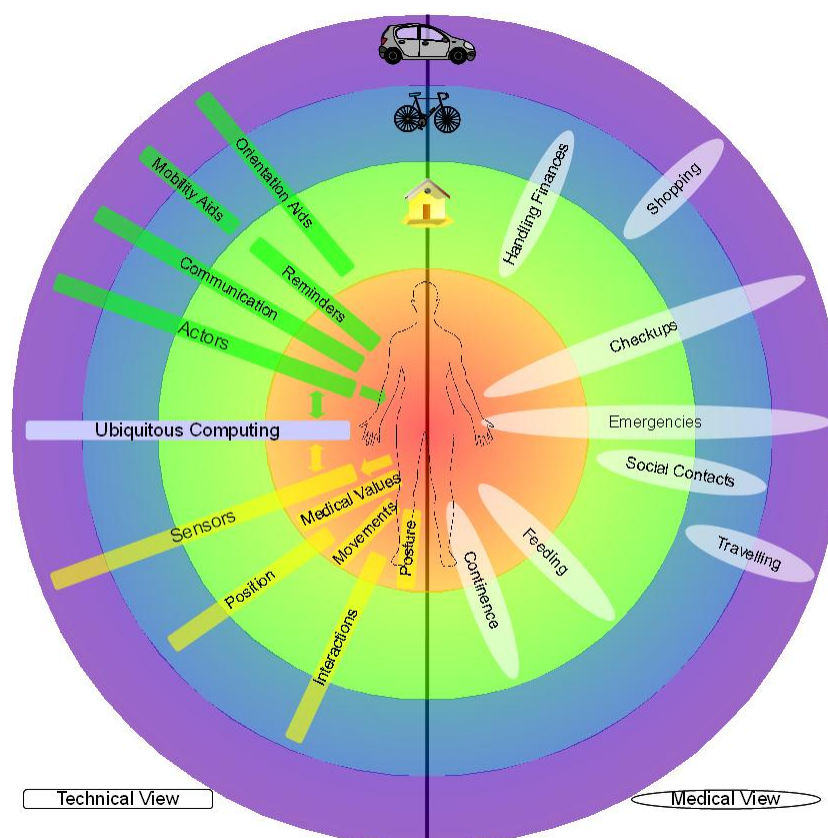 Orientation Aids
Mobility Aids
Communication
Reminders
Actors
Ubiquitous Computing
Sensors
Medical Values
Movements
Posture
Position
Interactions
Handling Finances
Shopping
Checkups
Emergencies
Social Contacts
Travelling
Feeding
Continence
Technical View
Medical View